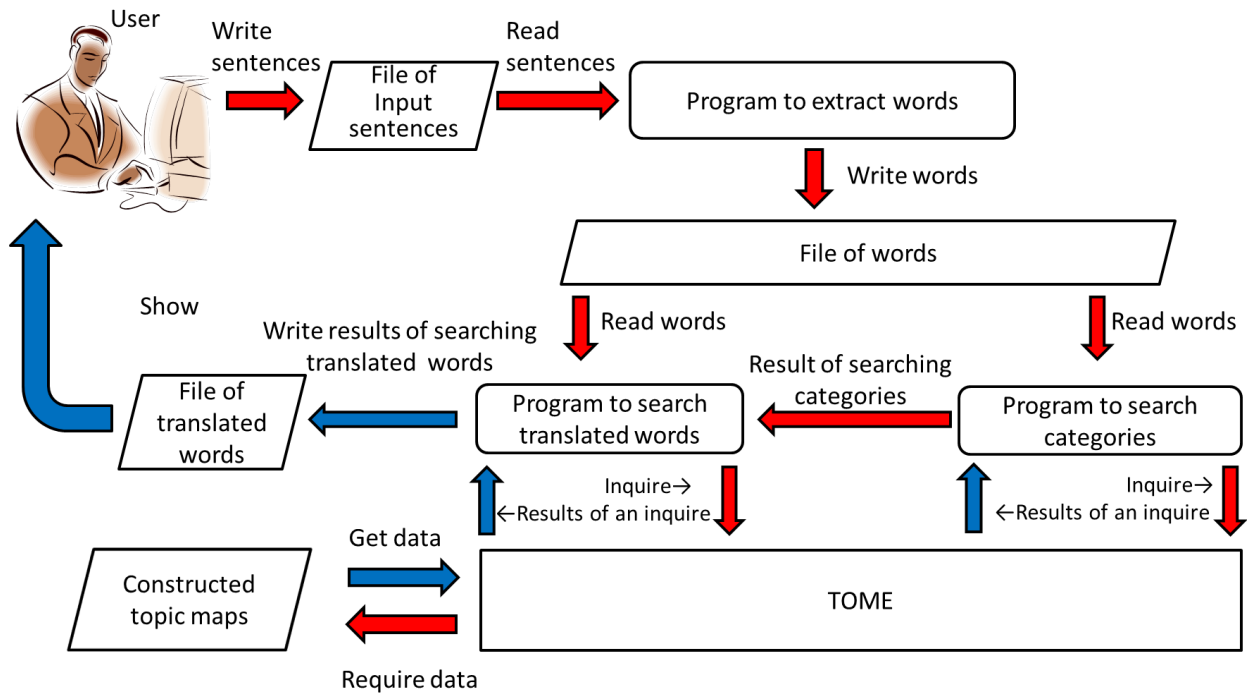 User
Write
sentences
File of
Input
sentences
Read
sentences
Program to extract words
Write words
File of words
Read words
Read words
Show
Write results of searching
translated words
Result of searching
categories
File of
translated
words
Program to search
translated words
Program to search
categories
Inquire→
←Results of an inquire
Inquire→
←Results of an inquire
Get data
Constructed
topic maps
TOME
Require data